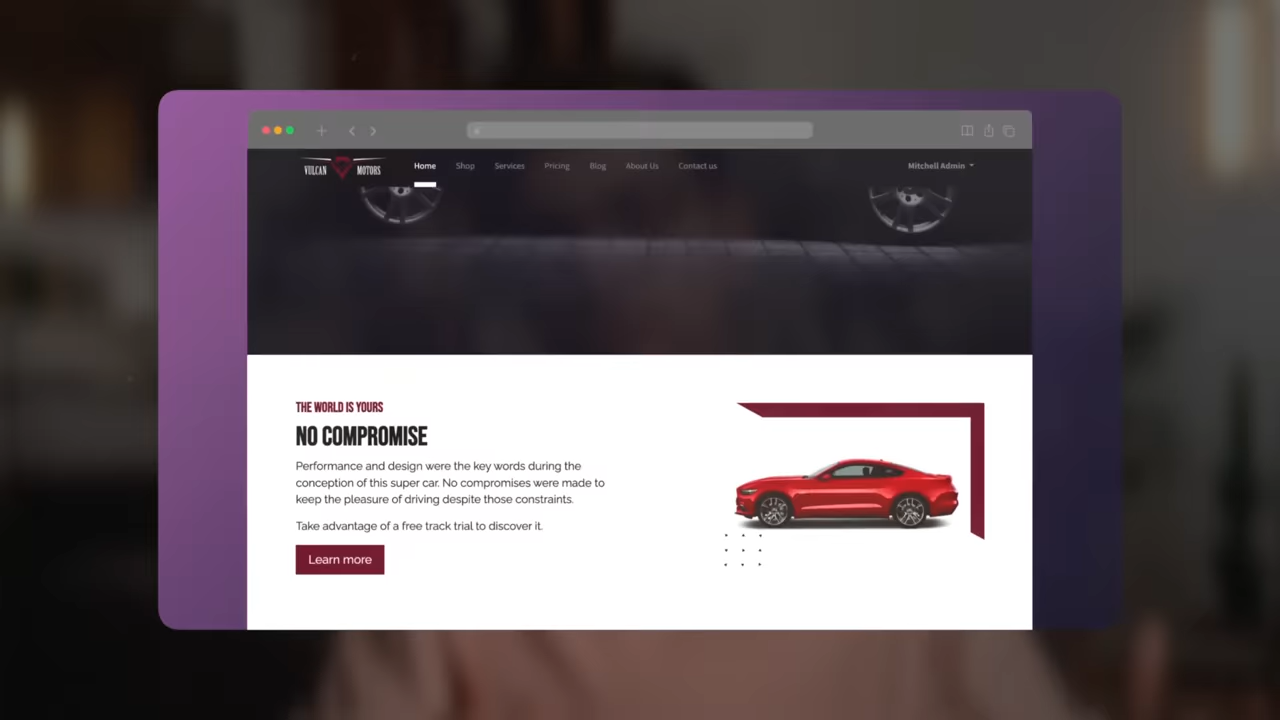 VULCAN MOTORS
Home Shop Services Pricing Blog About Us Contact us Mitchell Admin
THE WORLD IS YOURS
NO COMPROMISE
Performance and design were the key words during the
conception of this super car. No compromises were made to
keep the pleasure of driving despite those constraints.
Take advantage of a free track trial to discover it.
Learn more